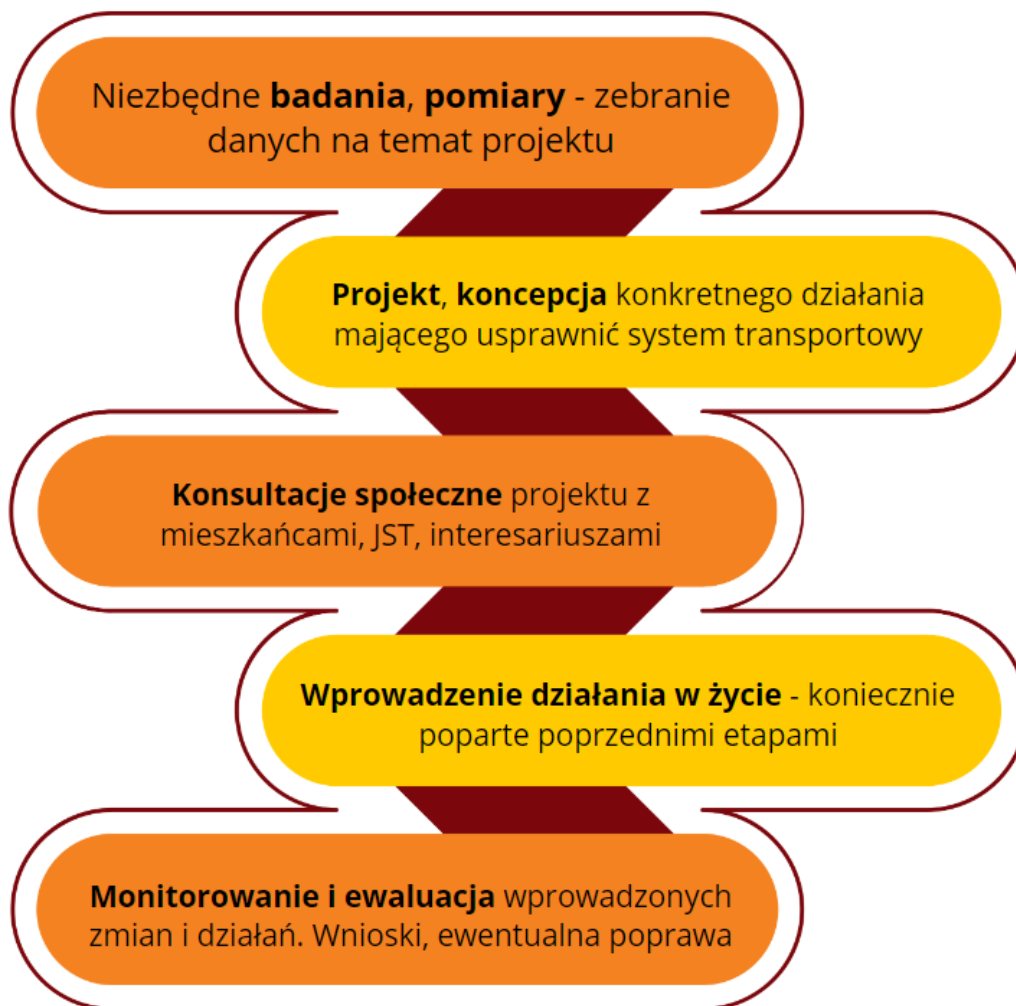 Niezbędne badania, pomiary - zebranie
danych na temat projektu
Projekt, koncepcja konkretnego działania
mającego usprawnić system transportowy
Konsultacje społeczne projektu z
mieszkańcami, JST, interesariuszami
Wprowadzenie działania w życie - koniecznie
poparte poprzednimi etapami
Monitorowanie i ewaluacja wprowadzonych
zmian i działań. Wnioski, ewentualna poprawa